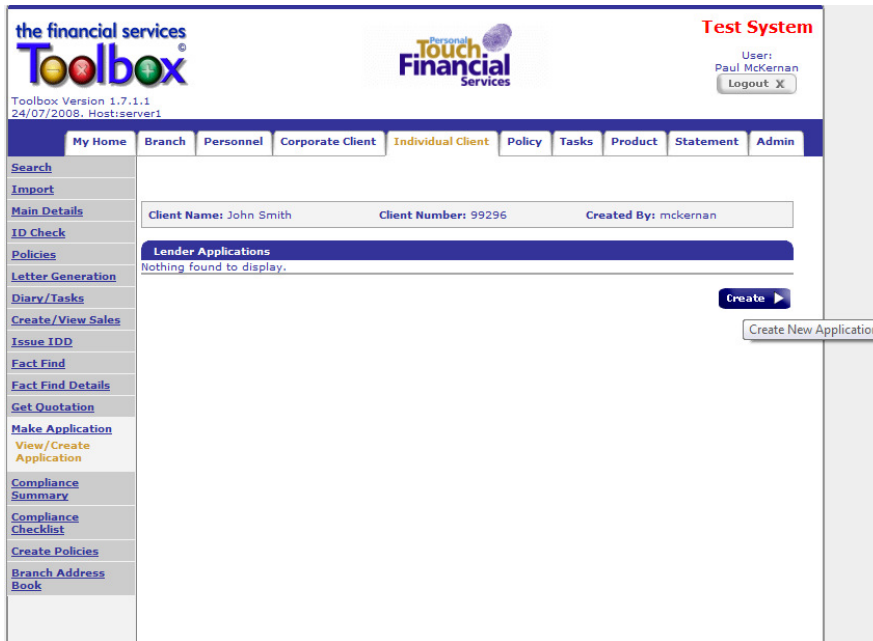 the financial services
Toolbox©
Toolbox Version 1.7.1.1
24/07/2008. Host:server1
Personal
Touch
Financial
Services
Test System
User:
Paul McKernan
Logout X
My Home Branch Personnel Corporate Client Individual Client Policy Tasks Product Statement Admin
Search
Import
Main Details
ID Check
Policies
Letter Generation
Diary/Tasks
Create/View Sales
Issue IDD
Fact Find
Fact Find Details
Get Quotation
Make Application
View/Create
Application
Compliance
Summary
Compliance
Checklist
Create Policies
Branch Address
Book
Client Name: John Smith Client Number: 99296 Created By: mckernan
Lender Applications
Nothing found to display.
Create
Create New Applicatio